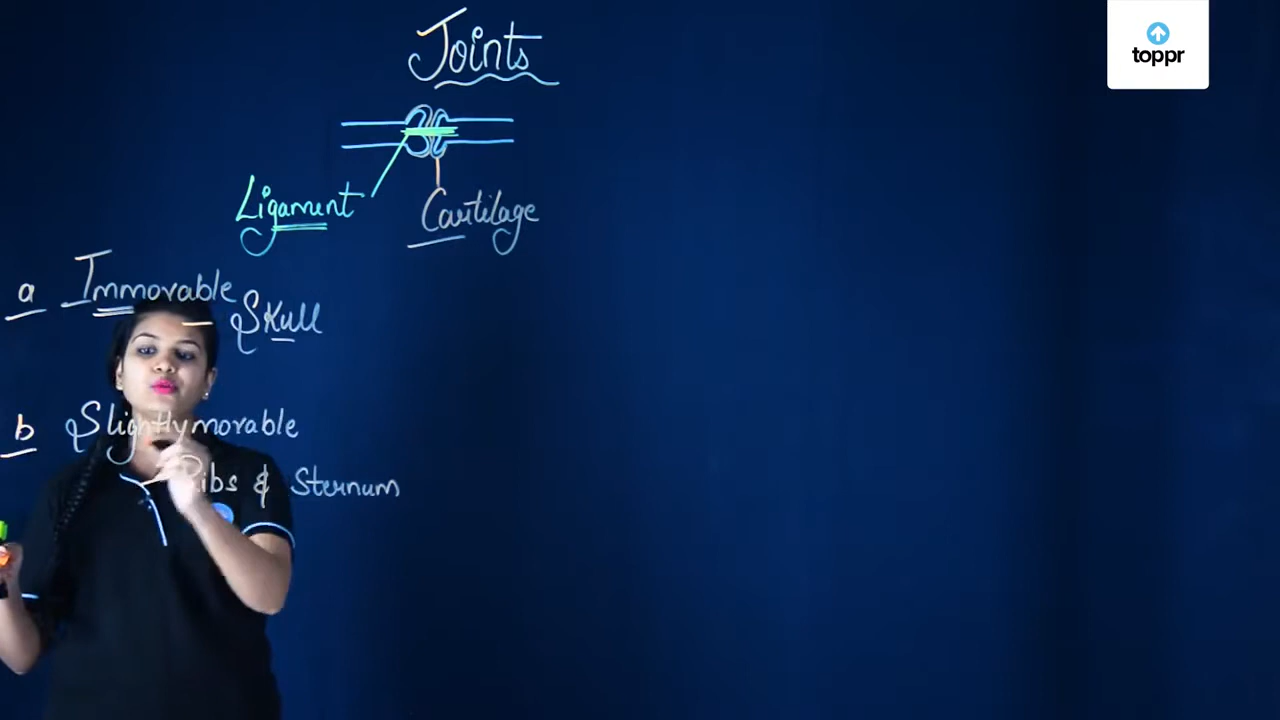 toppr
Joints
Ligament
Cartilage
a Immovable
Skull
b Slightly movable
Ribs & Sternum